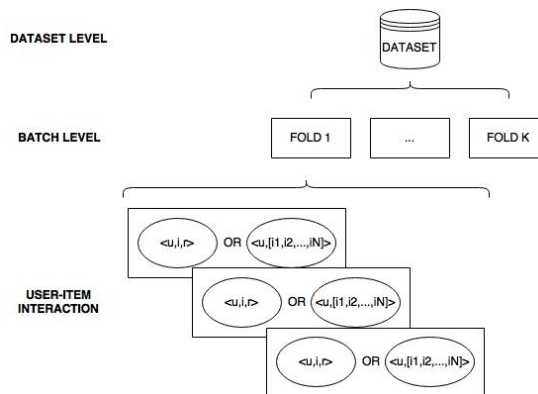 DATASET LEVEL
DATASET
BATCH LEVEL
FOLD 1
...
FOLD K
<u,i,r> OR <u,[i1,i2,...,iN]>
USER-ITEM
INTERACTION
<u,i,r> OR <u,[i1,i2,...,iN]>
<u,i,r> OR <u,[i1,i2,...,iN]>